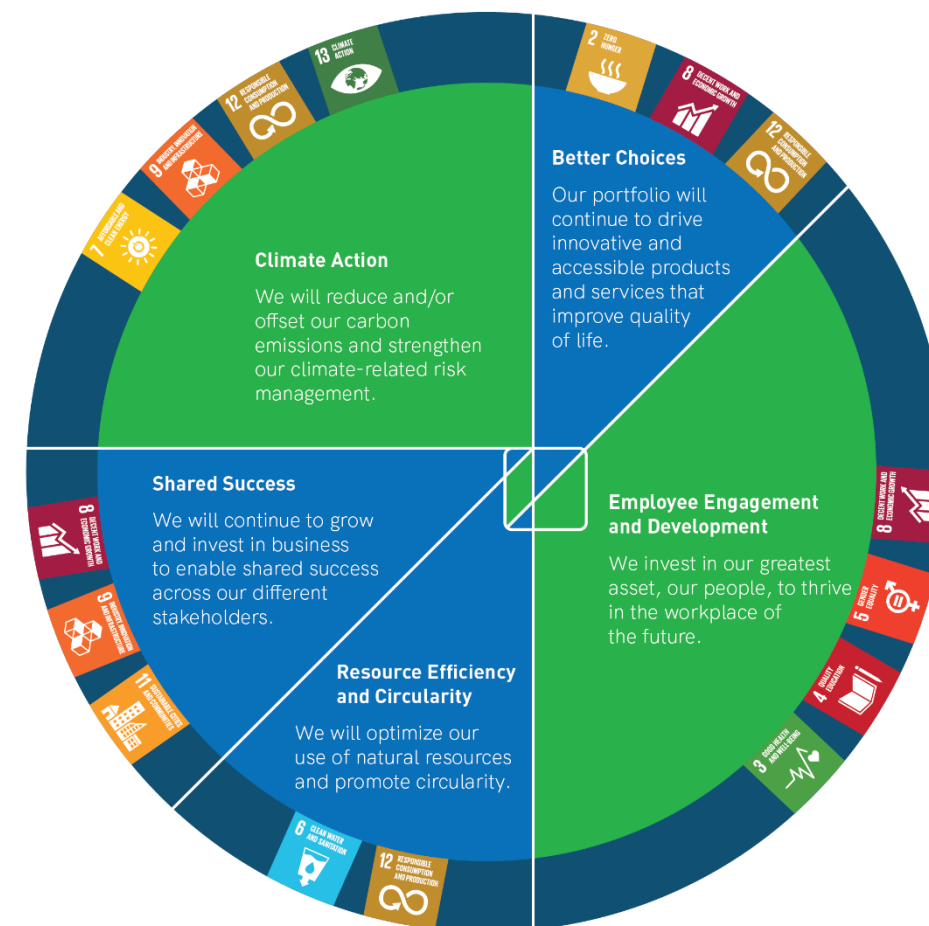 13 CLIMATE
ACTION
12 RESPONSIBLE
CONSUMPTION
AND PRODUCTION
9 INDUSTRY, INNOVATION
AND INFRASTRUCTURE
7 AFFORDABLE AND
CLEAN ENERGY
Climate Action
We will reduce and/or
offset our carbon
emissions and strengthen
our climate-related risk
management.
2 ZERO
HUNGER
8 DECENT WORK AND
ECONOMIC GROWTH
12 RESPONSIBLE
CONSUMPTION
AND PRODUCTION
Better Choices
Our portfolio will
continue to drive
innovative and
accessible products
and services that
improve quality
of life.
Employee Engagement
and Development
We invest in our greatest
asset, our people, to thrive
in the workplace of
the future.
8 DECENT WORK AND
ECONOMIC GROWTH
5 GENDER
EQUALITY
4 QUALITY
EDUCATION
3 GOOD HEALTH
AND WELL-BEING
Shared Success
We will continue to grow
and invest in business
to enable shared success
across our different
stakeholders.
8 DECENT WORK AND
ECONOMIC GROWTH
9 INDUSTRY, INNOVATION
AND INFRASTRUCTURE
11 SUSTAINABLE CITIES
AND COMMUNITIES
Resource Efficiency
and Circularity
We will optimize our
use of natural resources
and promote circularity.
6 CLEAN WATER
AND SANITATION
12 RESPONSIBLE
CONSUMPTION
AND PRODUCTION